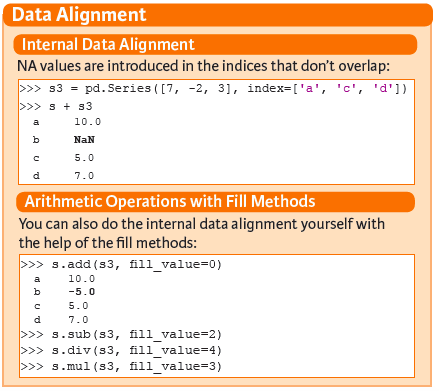 Data Alignment
Internal Data Alignment
NA values are introduced in the indices that don't overlap:
>>> s3 = pd.Series([7, -2, 3], index=['a', 'c', 'd'])
>>> s + s3
a 10.0
b NaN
c 5.0
d 7.0
Arithmetic Operations with Fill Methods
You can also do the internal data alignment yourself with
the help of the fill methods:
>>> s.add(s3, fill_value=0)
a 10.0
b -5.0
c 5.0
d 7.0
>>> s.sub(s3, fill_value=2)
>>> s.div(s3, fill_value=4)
>>> s.mul(s3, fill_value=3)